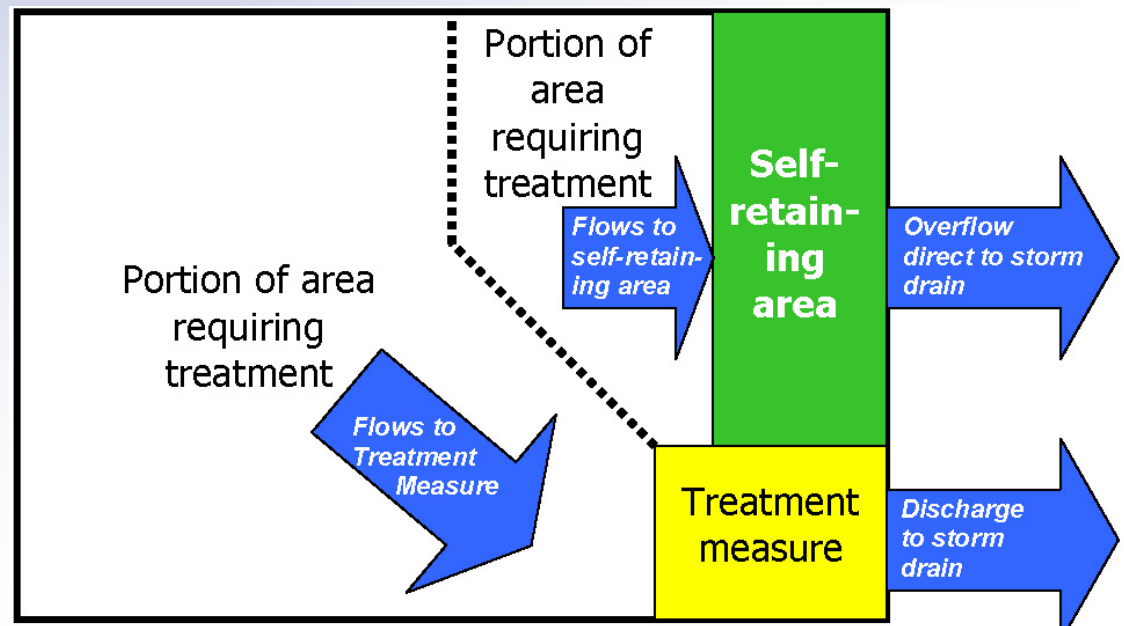 Portion of
area
requiring
treatment
Self-
retain-
ing
area
Flows to
self-retain-
ing area
Overflow
direct to storm
drain
Portion of area
requiring
treatment
Flows to
Treatment
Measure
Treatment
measure
Discharge
to storm
drain